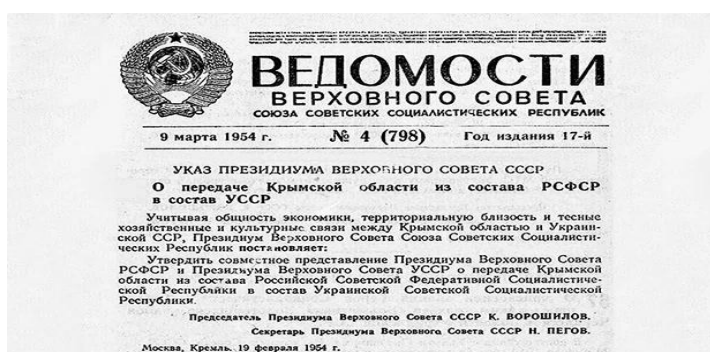 ВЕДОМОСТИ
ВЕРХОВНОГО СОВЕТА
СОЮЗА СОВЕТСКИХ СОЦИАЛИСТИЧЕСКИХ РЕСПУБЛИК
9 марта 1954 г. № 4 (798) Год издания 17-й
УКАЗ ПРЕЗИДИУМА ВЕРХОВНОГО СОВЕТА СССР
О передаче Крымской области из состава РСФСР
в состав УССР
Учитывая общность экономики, территориальную близость и тесные
хозяйственные и культурные связи между Крымской областью и Украин-
ской ССР, Президиум Верховного Совета Союза Советских Социалисти-
ческих Республик постановляет:
Утвердить совместное представление Президиума Верховного Совета
РСФСР и Президиума Верховного Совета УССР о передаче Крымской
области из состава Российской Советской Федеративной Социалистиче-
ской Республики в состав Украинской Советской Социалистической
Республики.
Председатель Президиума Верховного Совета СССР К. ВОРОШИЛОВ.
Секретарь Президиума Верховного Совета СССР Н. ПЕГОВ.
Москва, Кремль. 19 февраля 1954 г.